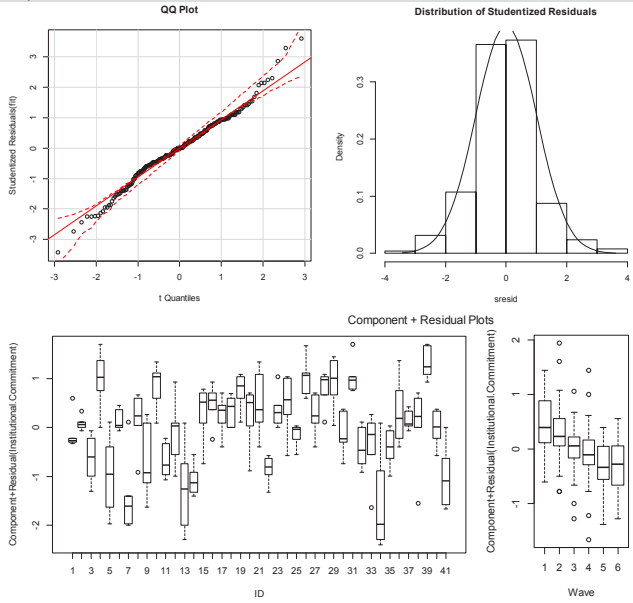 QQ Plot
Studentized Residuals(fit)
3
2
1
0
-1
-2
-3
-3 -2 -1 0 1 2 3
t Quantiles
Distribution of Studentized Residuals
Density
0.3
0.2
0.1
0.0
-4 -2 0 2 4
sresid
Component + Residual Plots
Component+Residual(Institutional.Commitment)
1
0
-1
-2
1 3 5 7 9 11 13 15 17 19 21 23 25 27 29 31 33 35 37 39 41
ID
Component+Residual(Institutional.Commitment)
2
1
0
-1
1 2 3 4 5 6
Wave